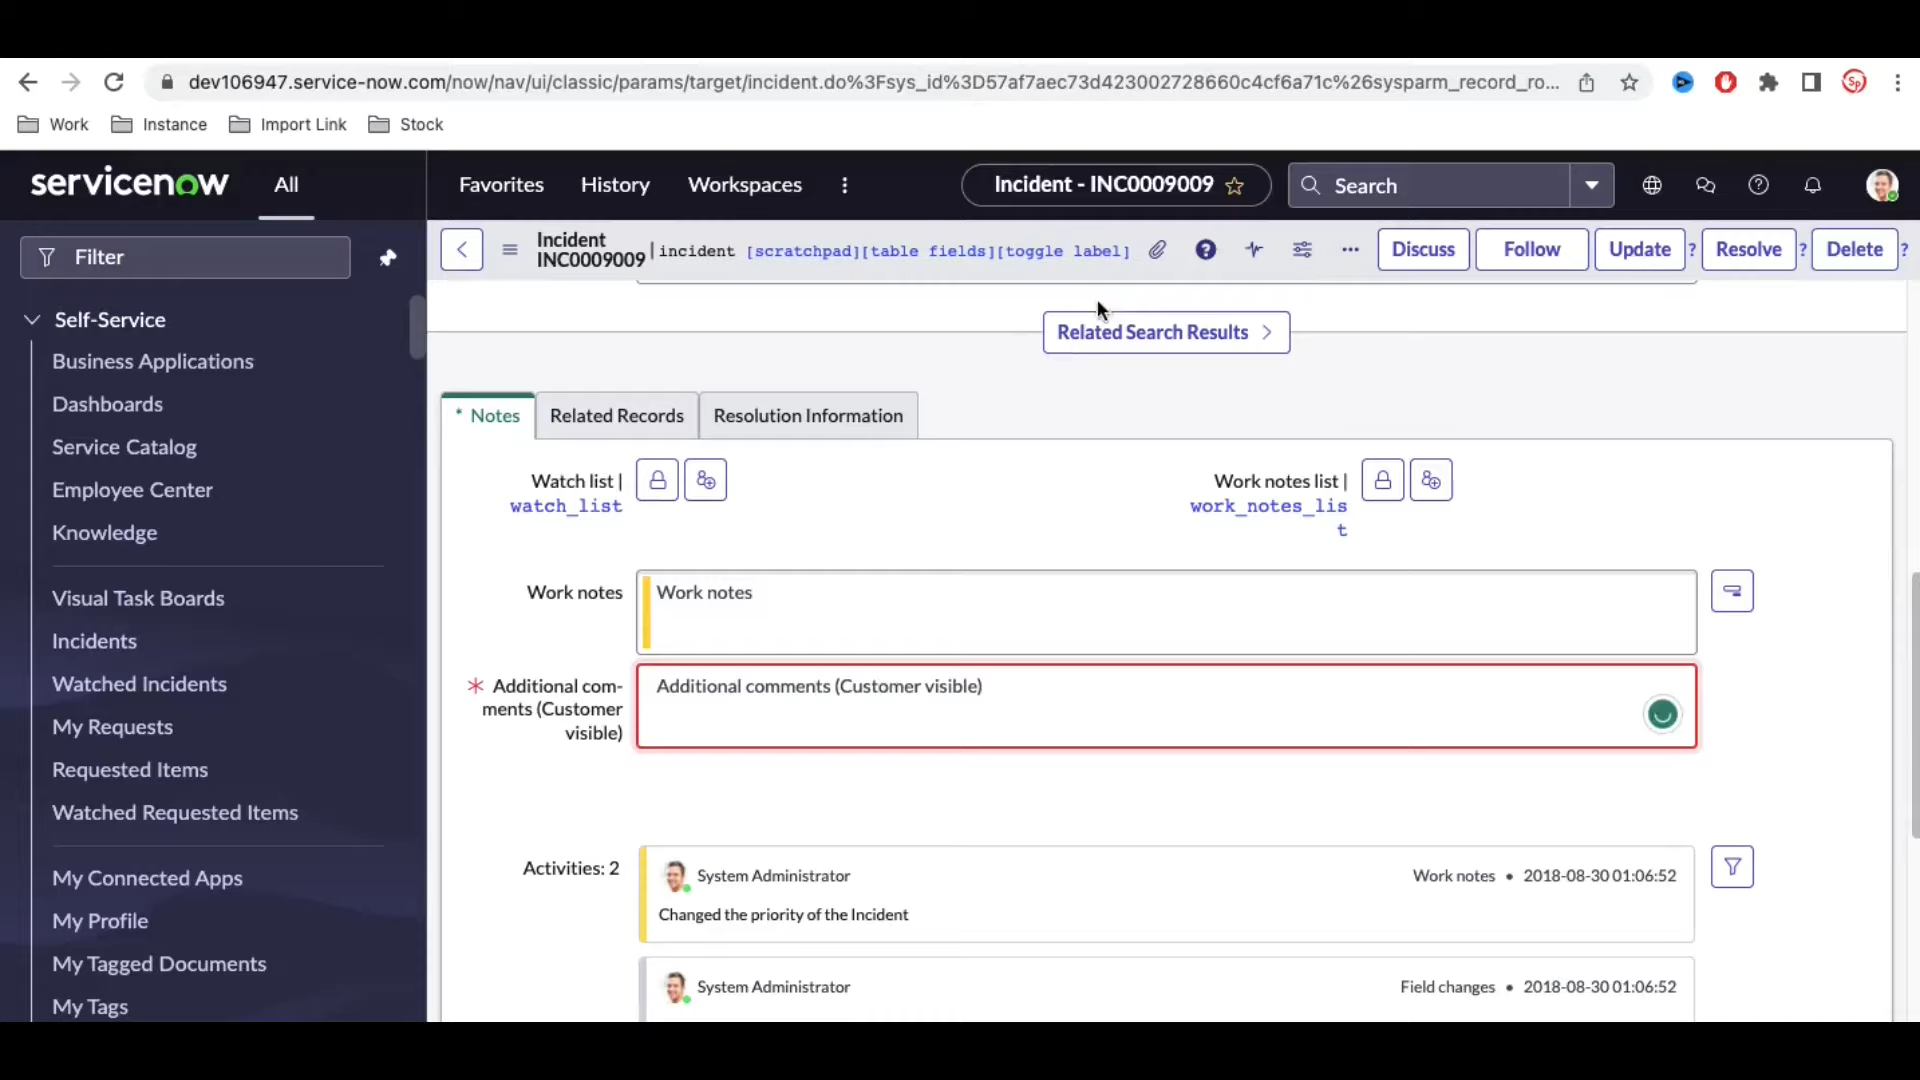 dev106947.service-now.com/now/nav/ui/classic/params/target/incident.do%3Fsys_id%3D57af7aec73d423002728660c4cf6a71c%26sysparm_record_ro...
Sp
Work Instance Import Link Stock
servicenow All Favorites History Workspaces Incident - INC0009009 Search
Filter
Incident
INC0009009 | incident [scratchpad][table fields][toggle label] Discuss Follow Update ? Resolve ? Delete ?
Self-Service
Business Applications
Dashboards
Service Catalog
Employee Center
Knowledge
Visual Task Boards
Incidents
Watched Incidents
My Requests
Requested Items
Watched Requested Items
My Connected Apps
My Profile
My Tagged Documents
My Tags
Related Search Results
* Notes Related Records Resolution Information
Watch list |
watch_list
Work notes list |
work_notes_lis
t
Work notes Work notes
* Additional com-
ments (Customer
visible)
Additional comments (Customer visible)
Activities: 2
System Administrator Work notes • 2018-08-30 01:06:52
Changed the priority of the Incident
System Administrator Field changes • 2018-08-30 01:06:52